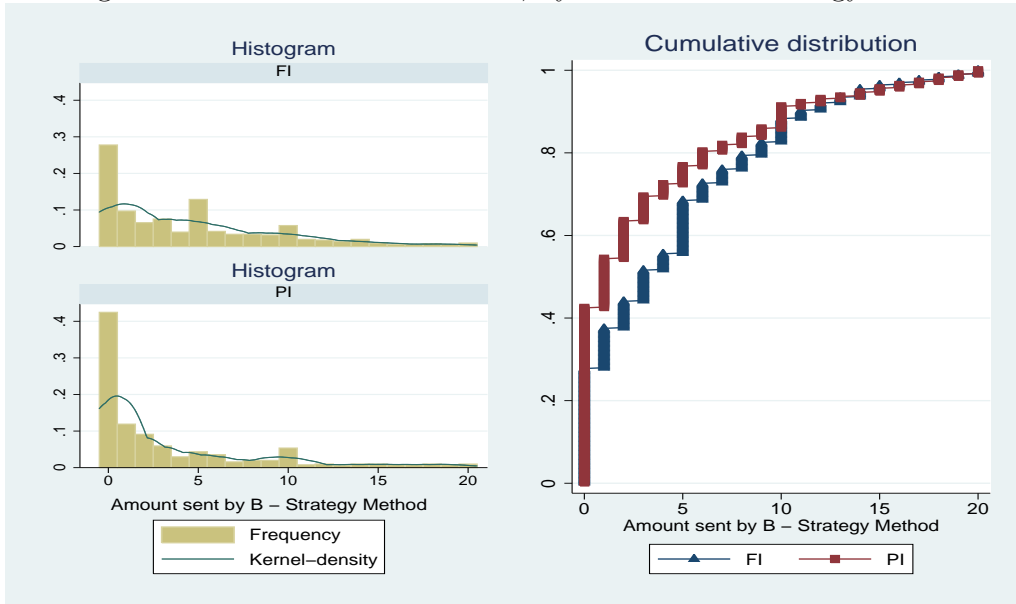 Histogram
FI
.4
.3
.2
.1
0
Histogram
PI
.4
.3
.2
.1
0
0 5 10 15 20
Amount sent by B − Strategy Method
Frequency
Kernel−density
Cumulative distribution
1
.8
.6
.4
.2
0
0 5 10 15 20
Amount sent by B − Strategy Method
FI PI